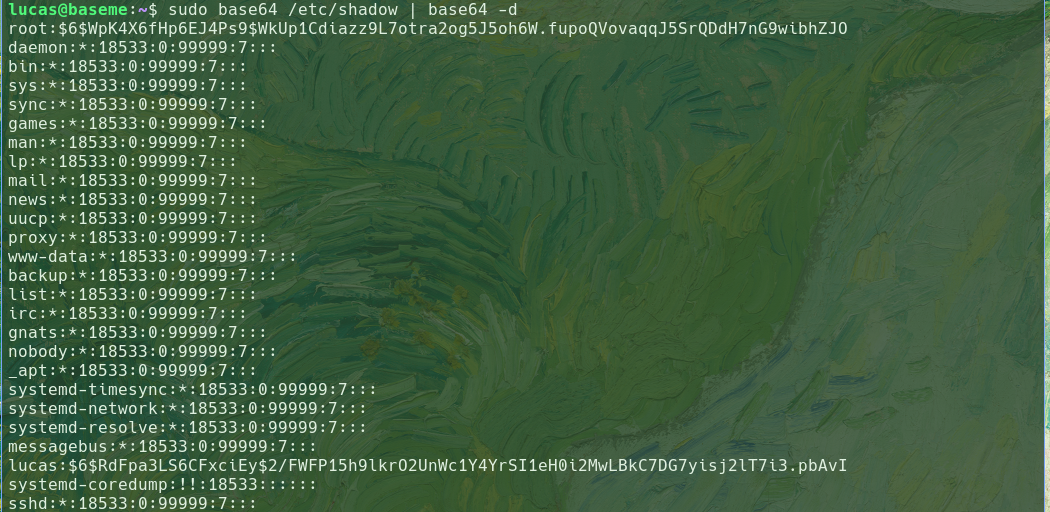 lucas@baseme:~$ sudo base64 /etc/shadow | base64 -d
root:$6$WpK4X6fHp6EJ4Ps9$WkUp1Cdiazz9L7otra2og5J5oh6W.fupoQVovaqqJ5SrQDdH7nG9wibhZJO
daemon:*:18533:0:99999:7:::
bin:*:18533:0:99999:7:::
sys:*:18533:0:99999:7:::
sync:*:18533:0:99999:7:::
games:*:18533:0:99999:7:::
man:*:18533:0:99999:7:::
lp:*:18533:0:99999:7:::
mail:*:18533:0:99999:7:::
news:*:18533:0:99999:7:::
uucp:*:18533:0:99999:7:::
proxy:*:18533:0:99999:7:::
www-data:*:18533:0:99999:7:::
backup:*:18533:0:99999:7:::
list:*:18533:0:99999:7:::
irc:*:18533:0:99999:7:::
gnats:*:18533:0:99999:7:::
nobody:*:18533:0:99999:7:::
_apt:*:18533:0:99999:7:::
systemd-timesync:*:18533:0:99999:7:::
systemd-network:*:18533:0:99999:7:::
systemd-resolve:*:18533:0:99999:7:::
messagebus:*:18533:0:99999:7:::
lucas:$6$RdFpa3LS6CFxciEy$2/FWFP15h9lkrO2UnWc1Y4YrSI1eH0i2MwLBkC7DG7yisj2lT7i3.pbAvI
systemd-coredump:!!:18533::::::
sshd:*:18533:0:99999:7:::